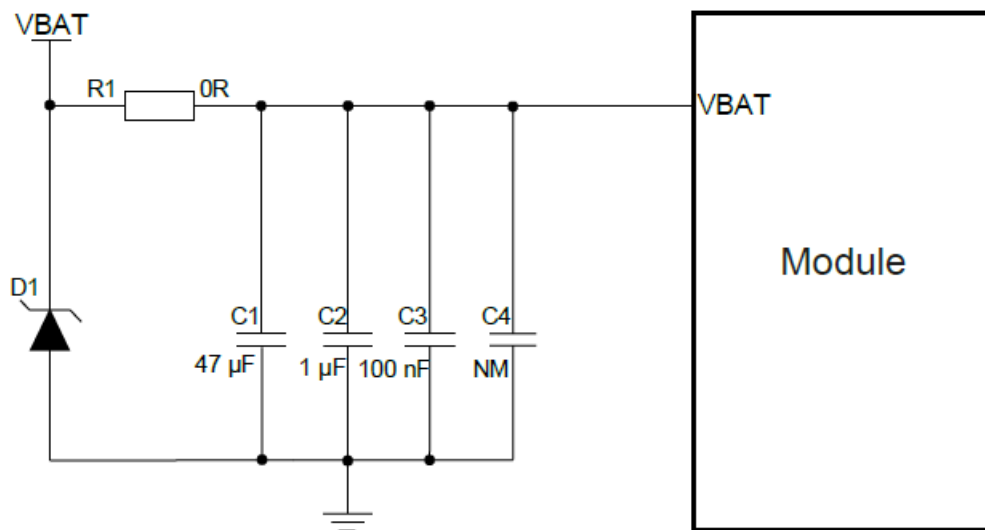 VBAT
R1 0R
VBAT
Module
D1
C1 C2 C3 C4
47 µF 1 µF 100 nF NM